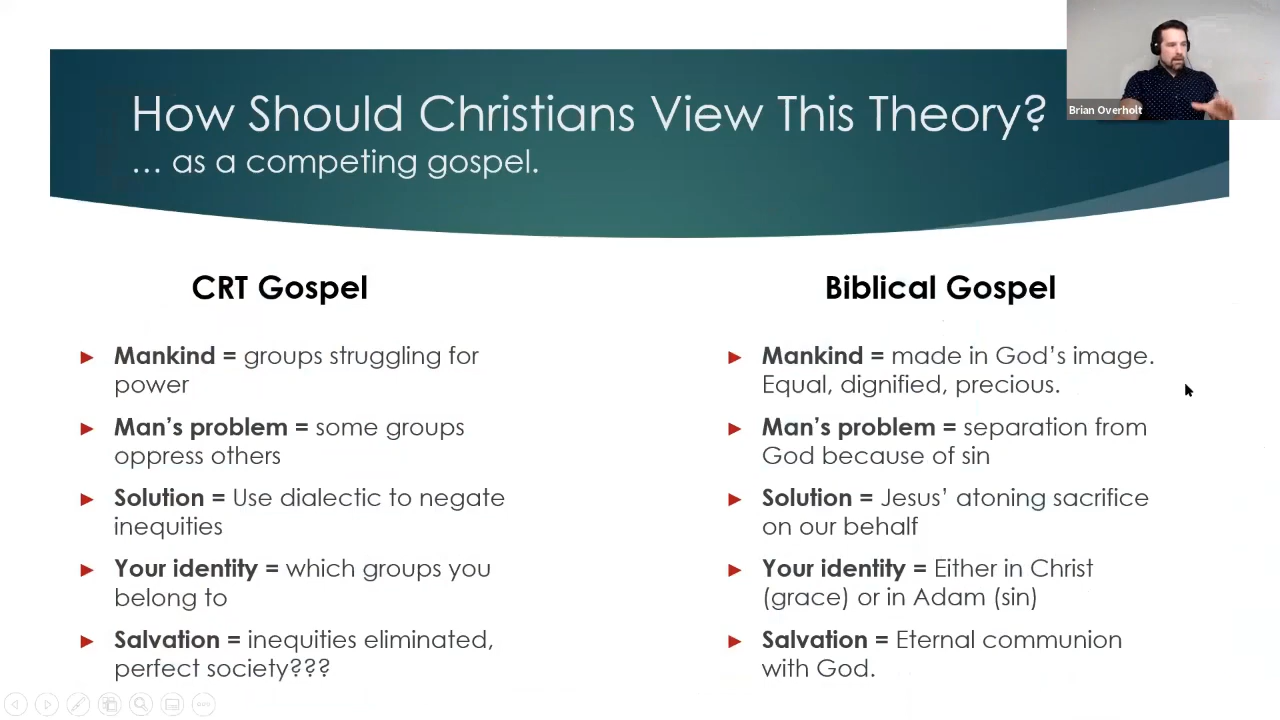 How Should Christians View This Theory?
… as a competing gospel.
Brian Overholt
CRT Gospel
► Mankind = groups struggling for
power
► Man’s problem = some groups
oppress others
► Solution = Use dialectic to negate
inequities
► Your identity = which groups you
belong to
► Salvation = inequities eliminated,
perfect society???
Biblical Gospel
► Mankind = made in God’s image.
Equal, dignified, precious.
► Man’s problem = separation from
God because of sin
► Solution = Jesus’ atoning sacrifice
on our behalf
► Your identity = Either in Christ
(grace) or in Adam (sin)
► Salvation = Eternal communion
with God.